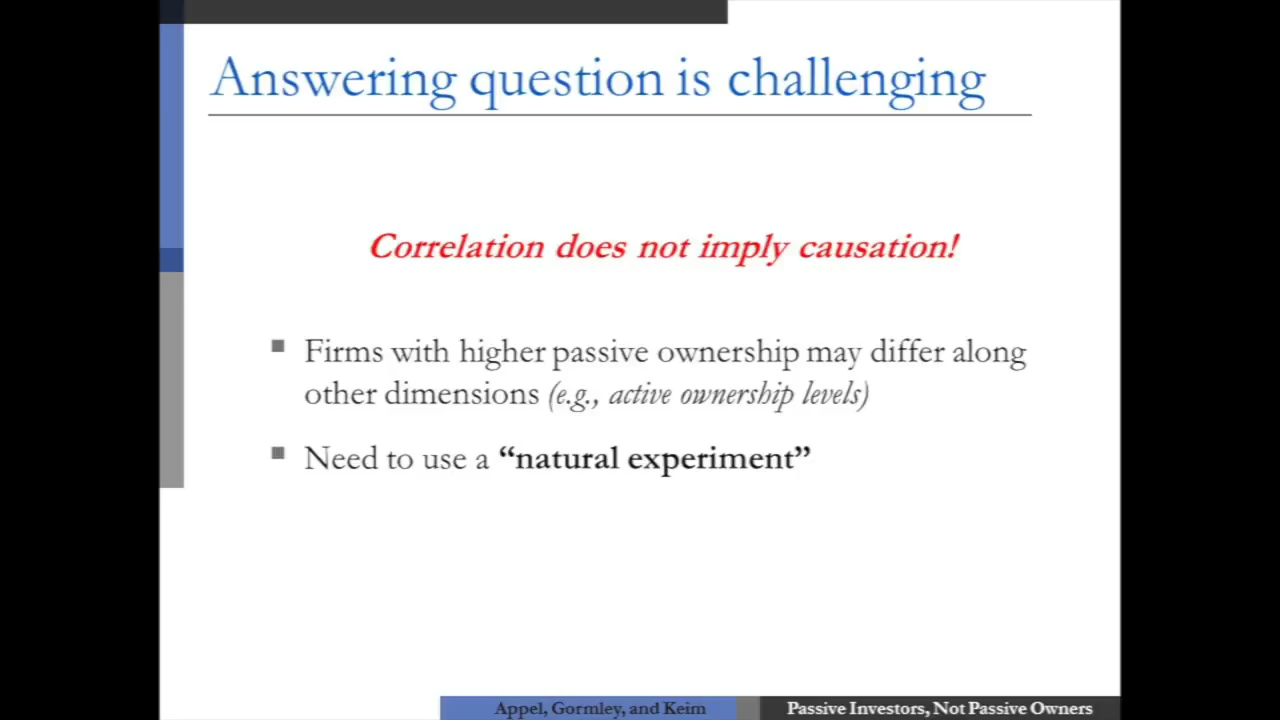 Answering question is challenging
Correlation does not imply causation!
Firms with higher passive ownership may differ along
other dimensions (e.g., active ownership levels)
Need to use a “natural experiment”
Appel, Gormley, and Keim
Passive Investors, Not Passive Owners